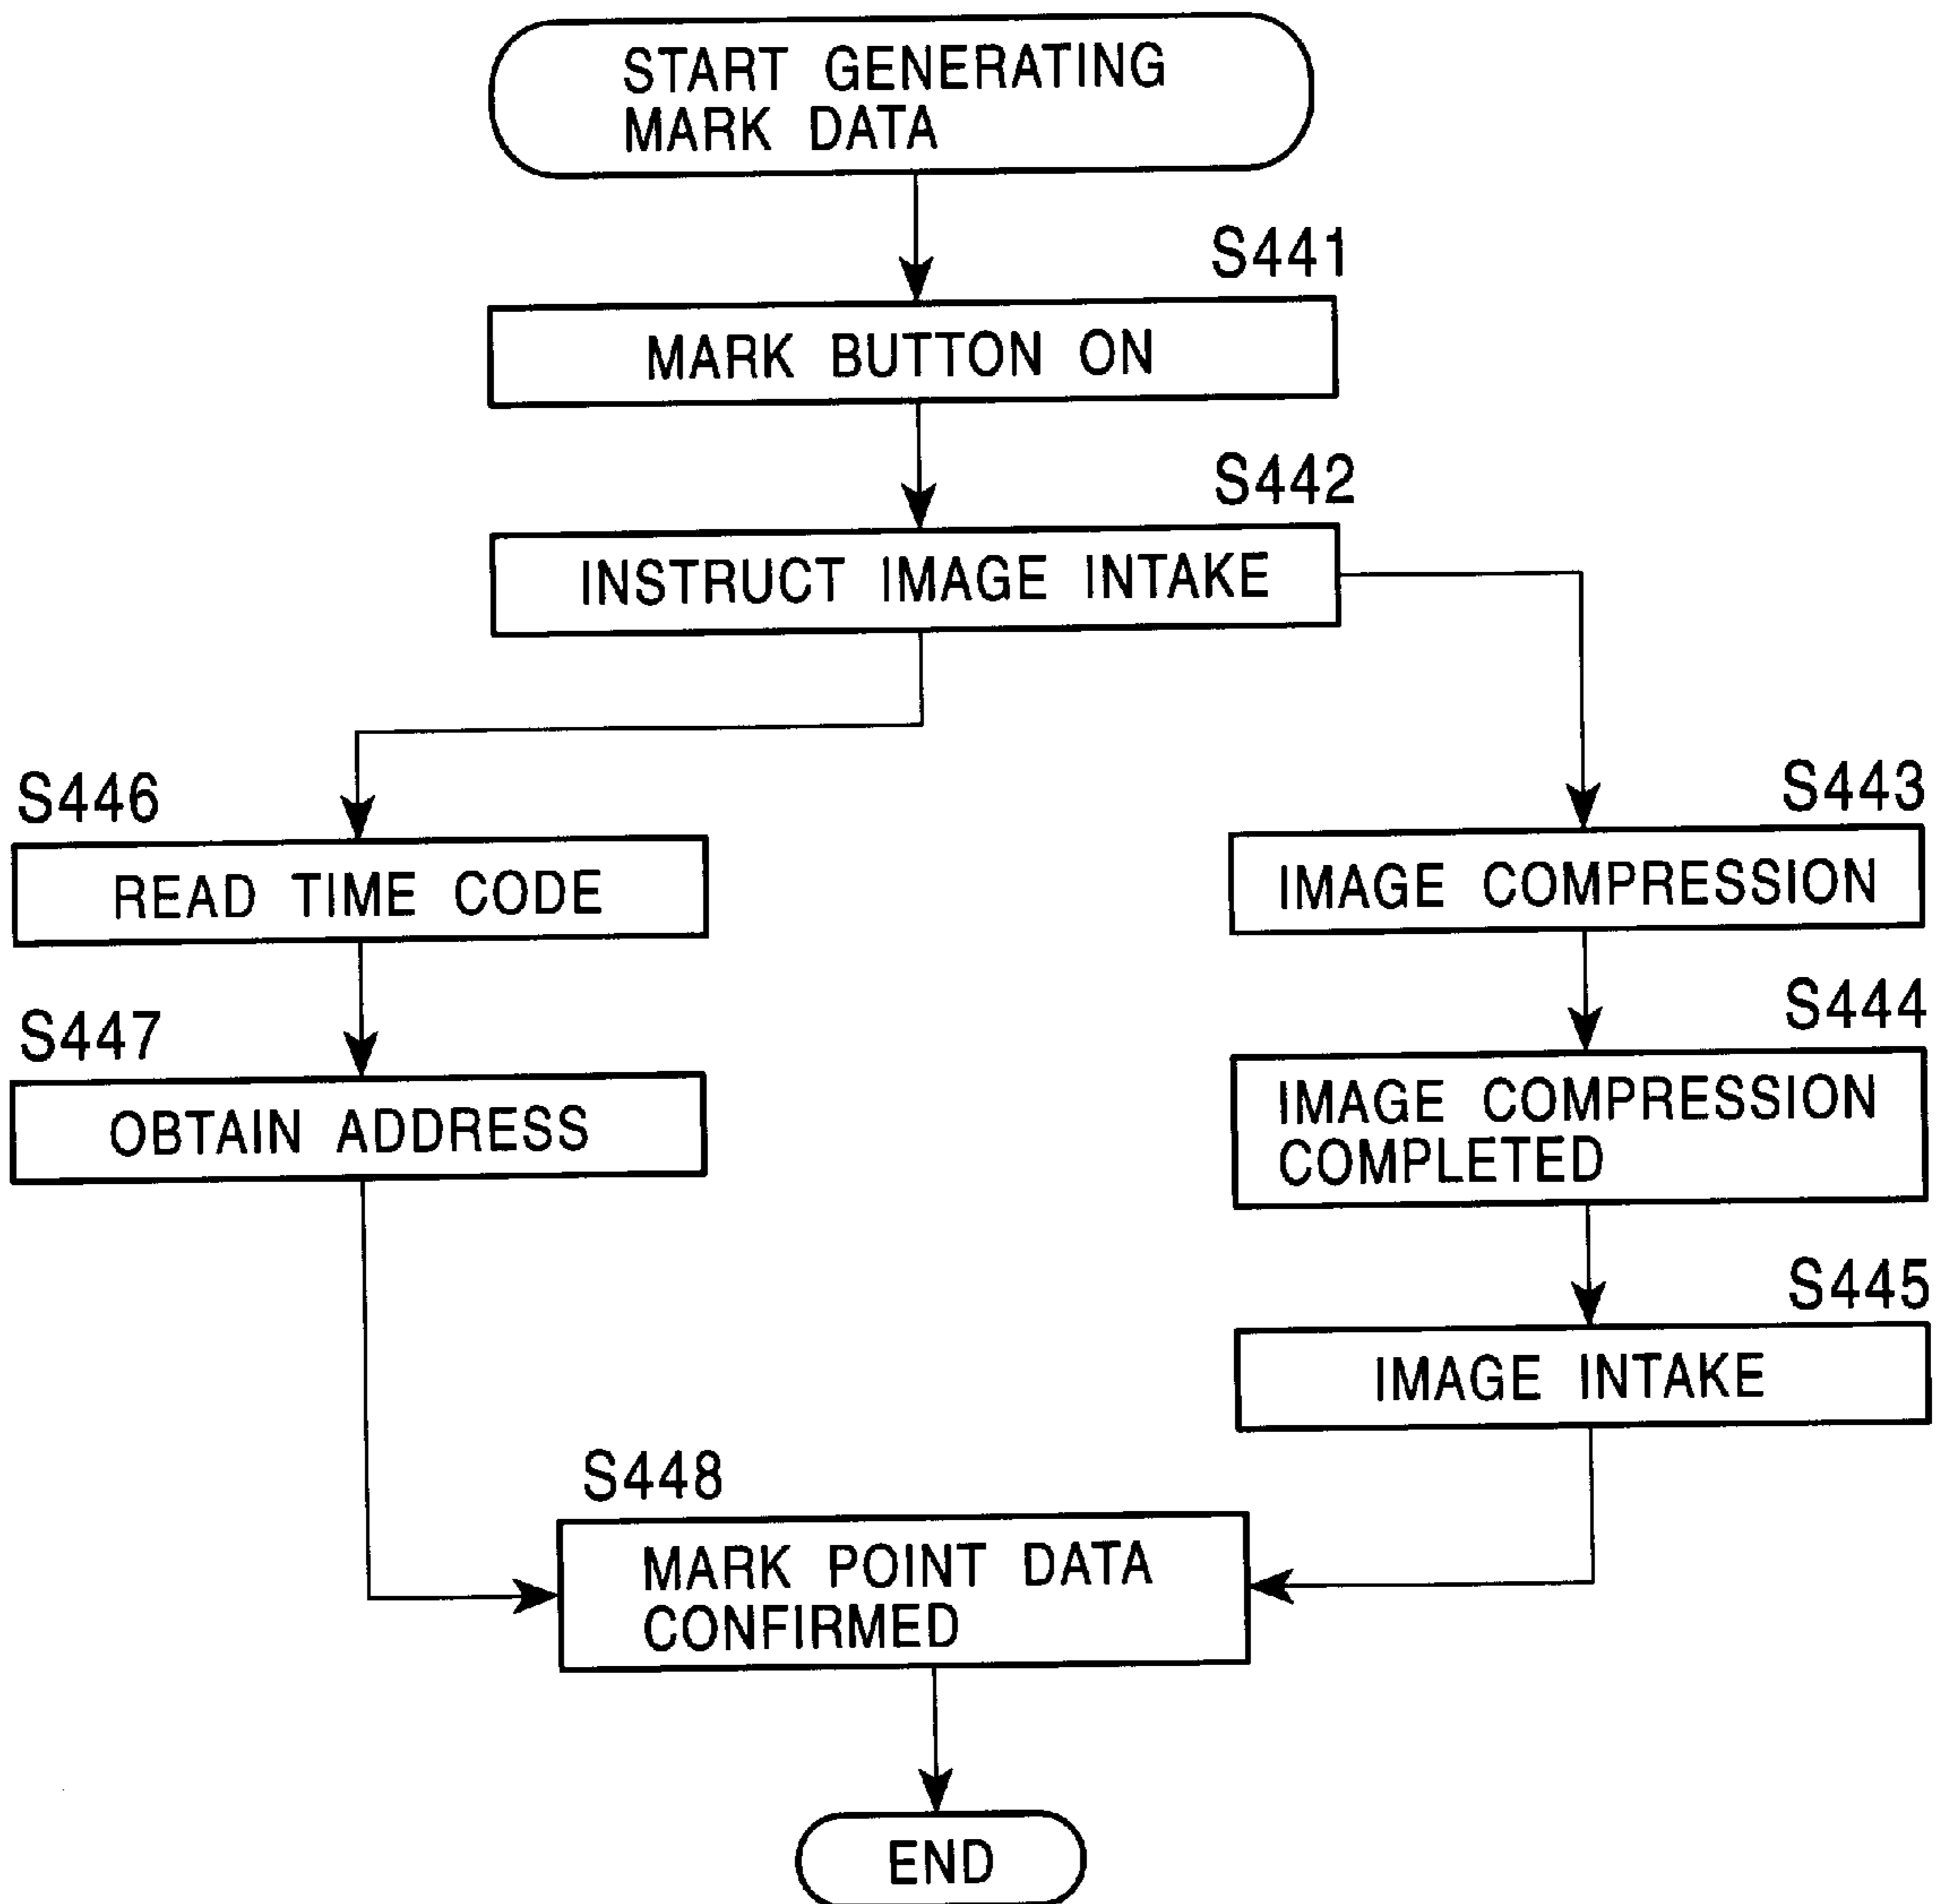 START GENERATING
MARK DATA
S441
MARK BUTTON ON
S442
INSTRUCT IMAGE INTAKE
S446
READ TIME CODE
S443
IMAGE COMPRESSION
S447
OBTAIN ADDRESS
S444
IMAGE COMPRESSION
COMPLETED
S445
IMAGE INTAKE
S448
MARK POINT DATA
CONFIRMED
END